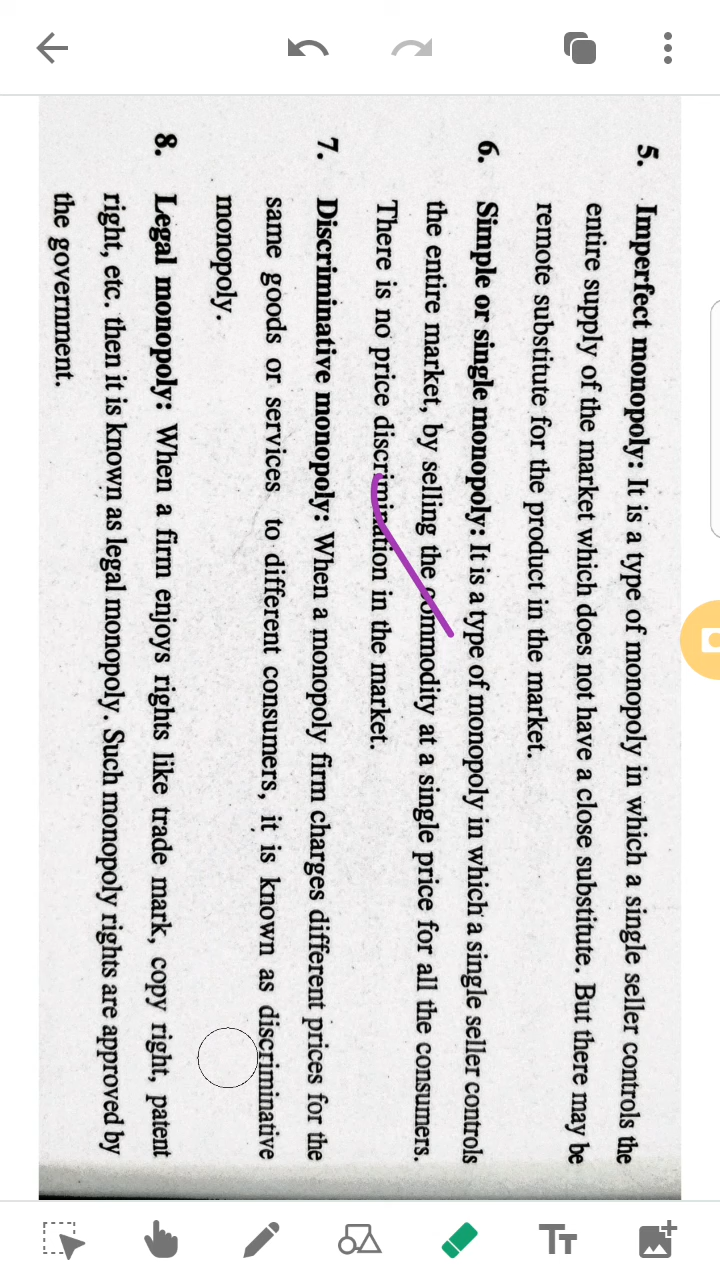 5. Imperfect monopoly: It is a type of monopoly in which a single seller controls the
entire supply of the market which does not have a close substitute. But there may be
remote substitute for the product in the market.
6. Simple or single monopoly: It is a type of monopoly in which a single seller controls
the entire market, by selling the commodity at a single price for all the consumers.
There is no price discrimination in the market.
7. Discriminative monopoly: When a monopoly firm charges different prices for the
same goods or services to different consumers, it is known as discriminative
monopoly.
8. Legal monopoly: When a firm enjoys rights like trade mark, copy right, patent
right, etc. then it is known as legal monopoly. Such monopoly rights are approved by
the government.
TT